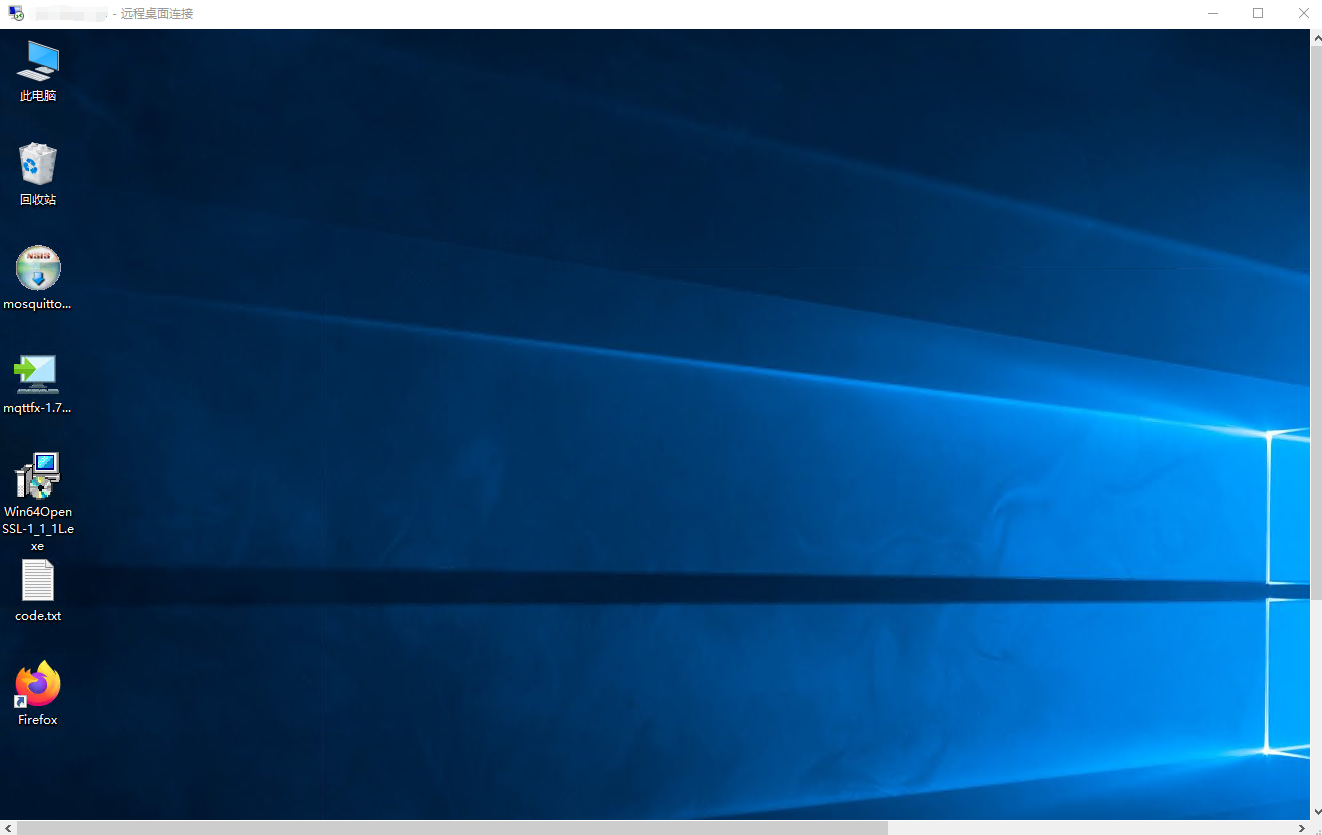 - 远程桌面连接
此电脑
回收站
NSIS
mosquitto...
mqttfx-1.7...
Win64Open
SSL-1_1_1L.e
xe
code.txt
Firefox